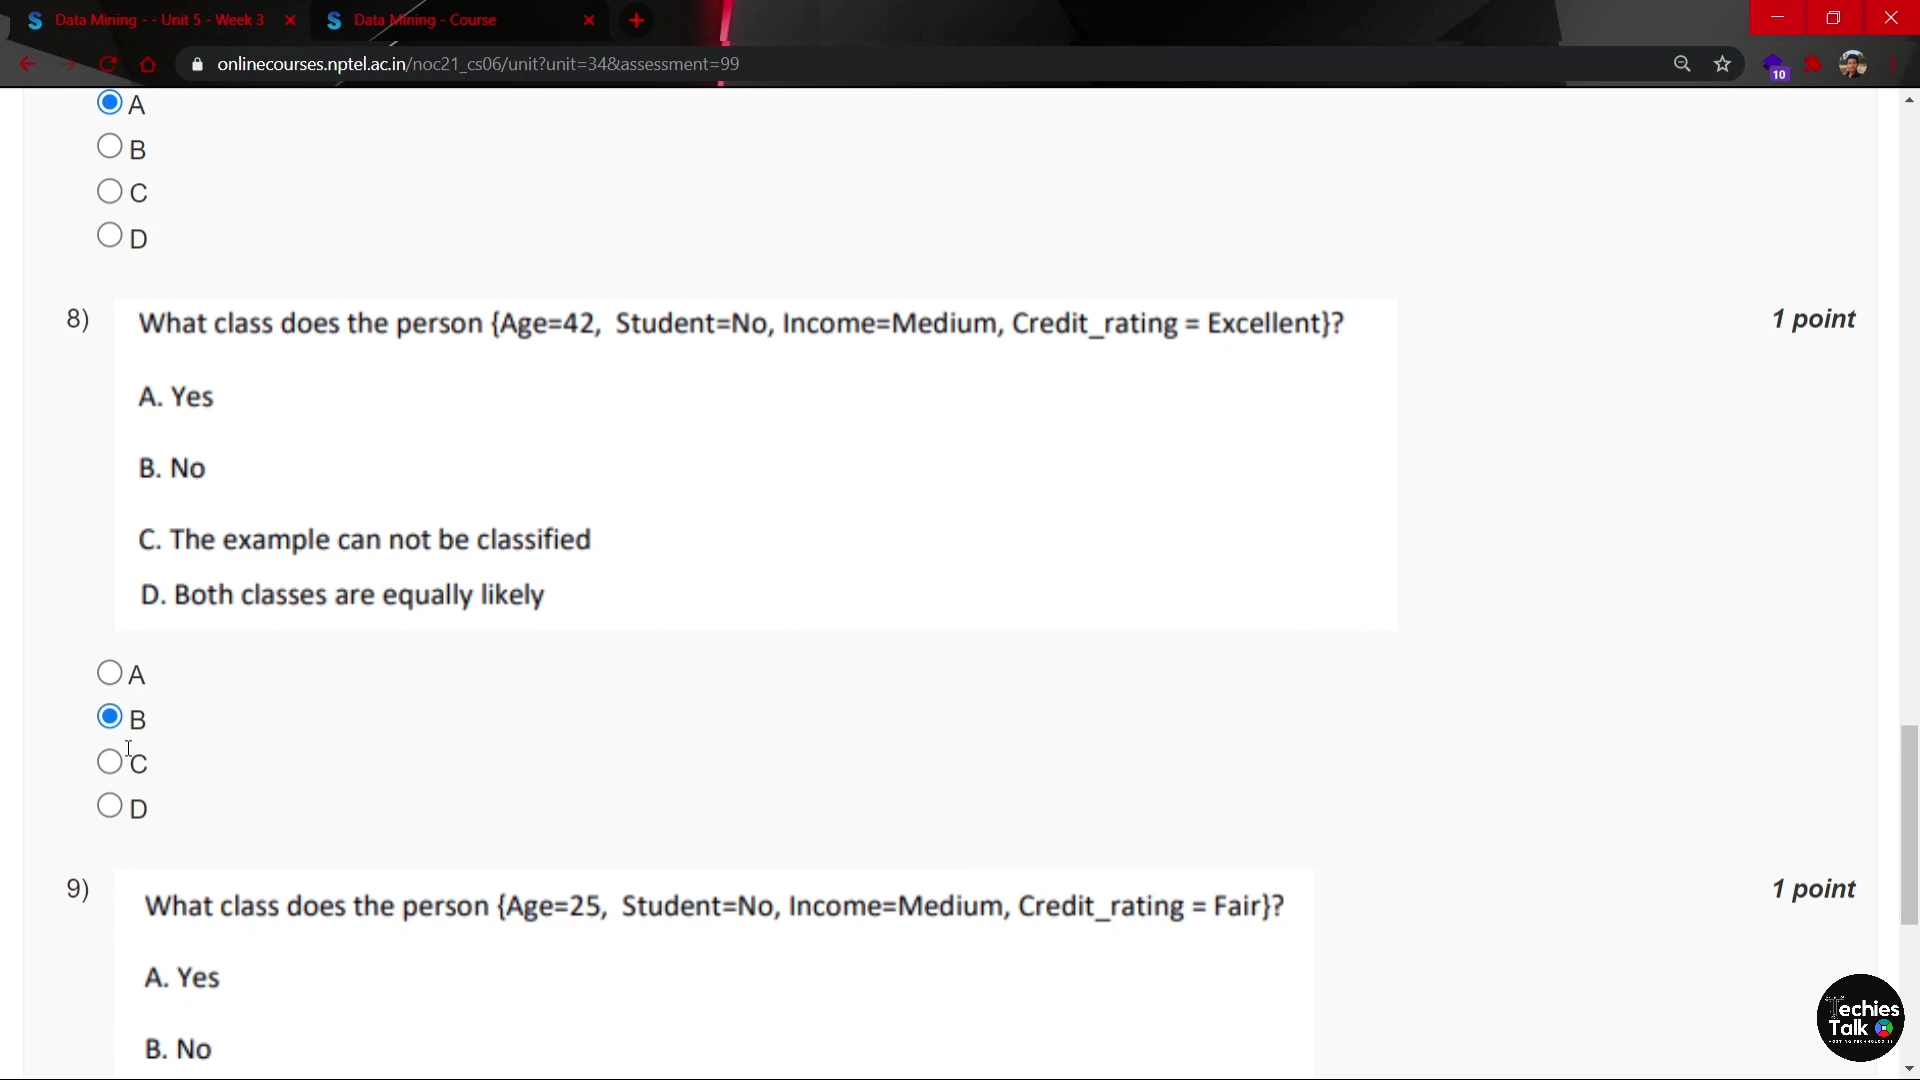 Data Mining - - Unit 5 - Week 3
Data Mining - Course
onlinecourses.nptel.ac.in/noc21_cs06/unit?unit=34&assessment=99
10
A
B
C
D
8)
What class does the person {Age=42, Student=No, Income=Medium, Credit_rating = Excellent}?
1 point
A. Yes
B. No
C. The example can not be classified
D. Both classes are equally likely
A
B
C
D
9)
What class does the person {Age=25, Student=No, Income=Medium, Credit_rating = Fair}?
1 point
A. Yes
B. No
Techies
Talk